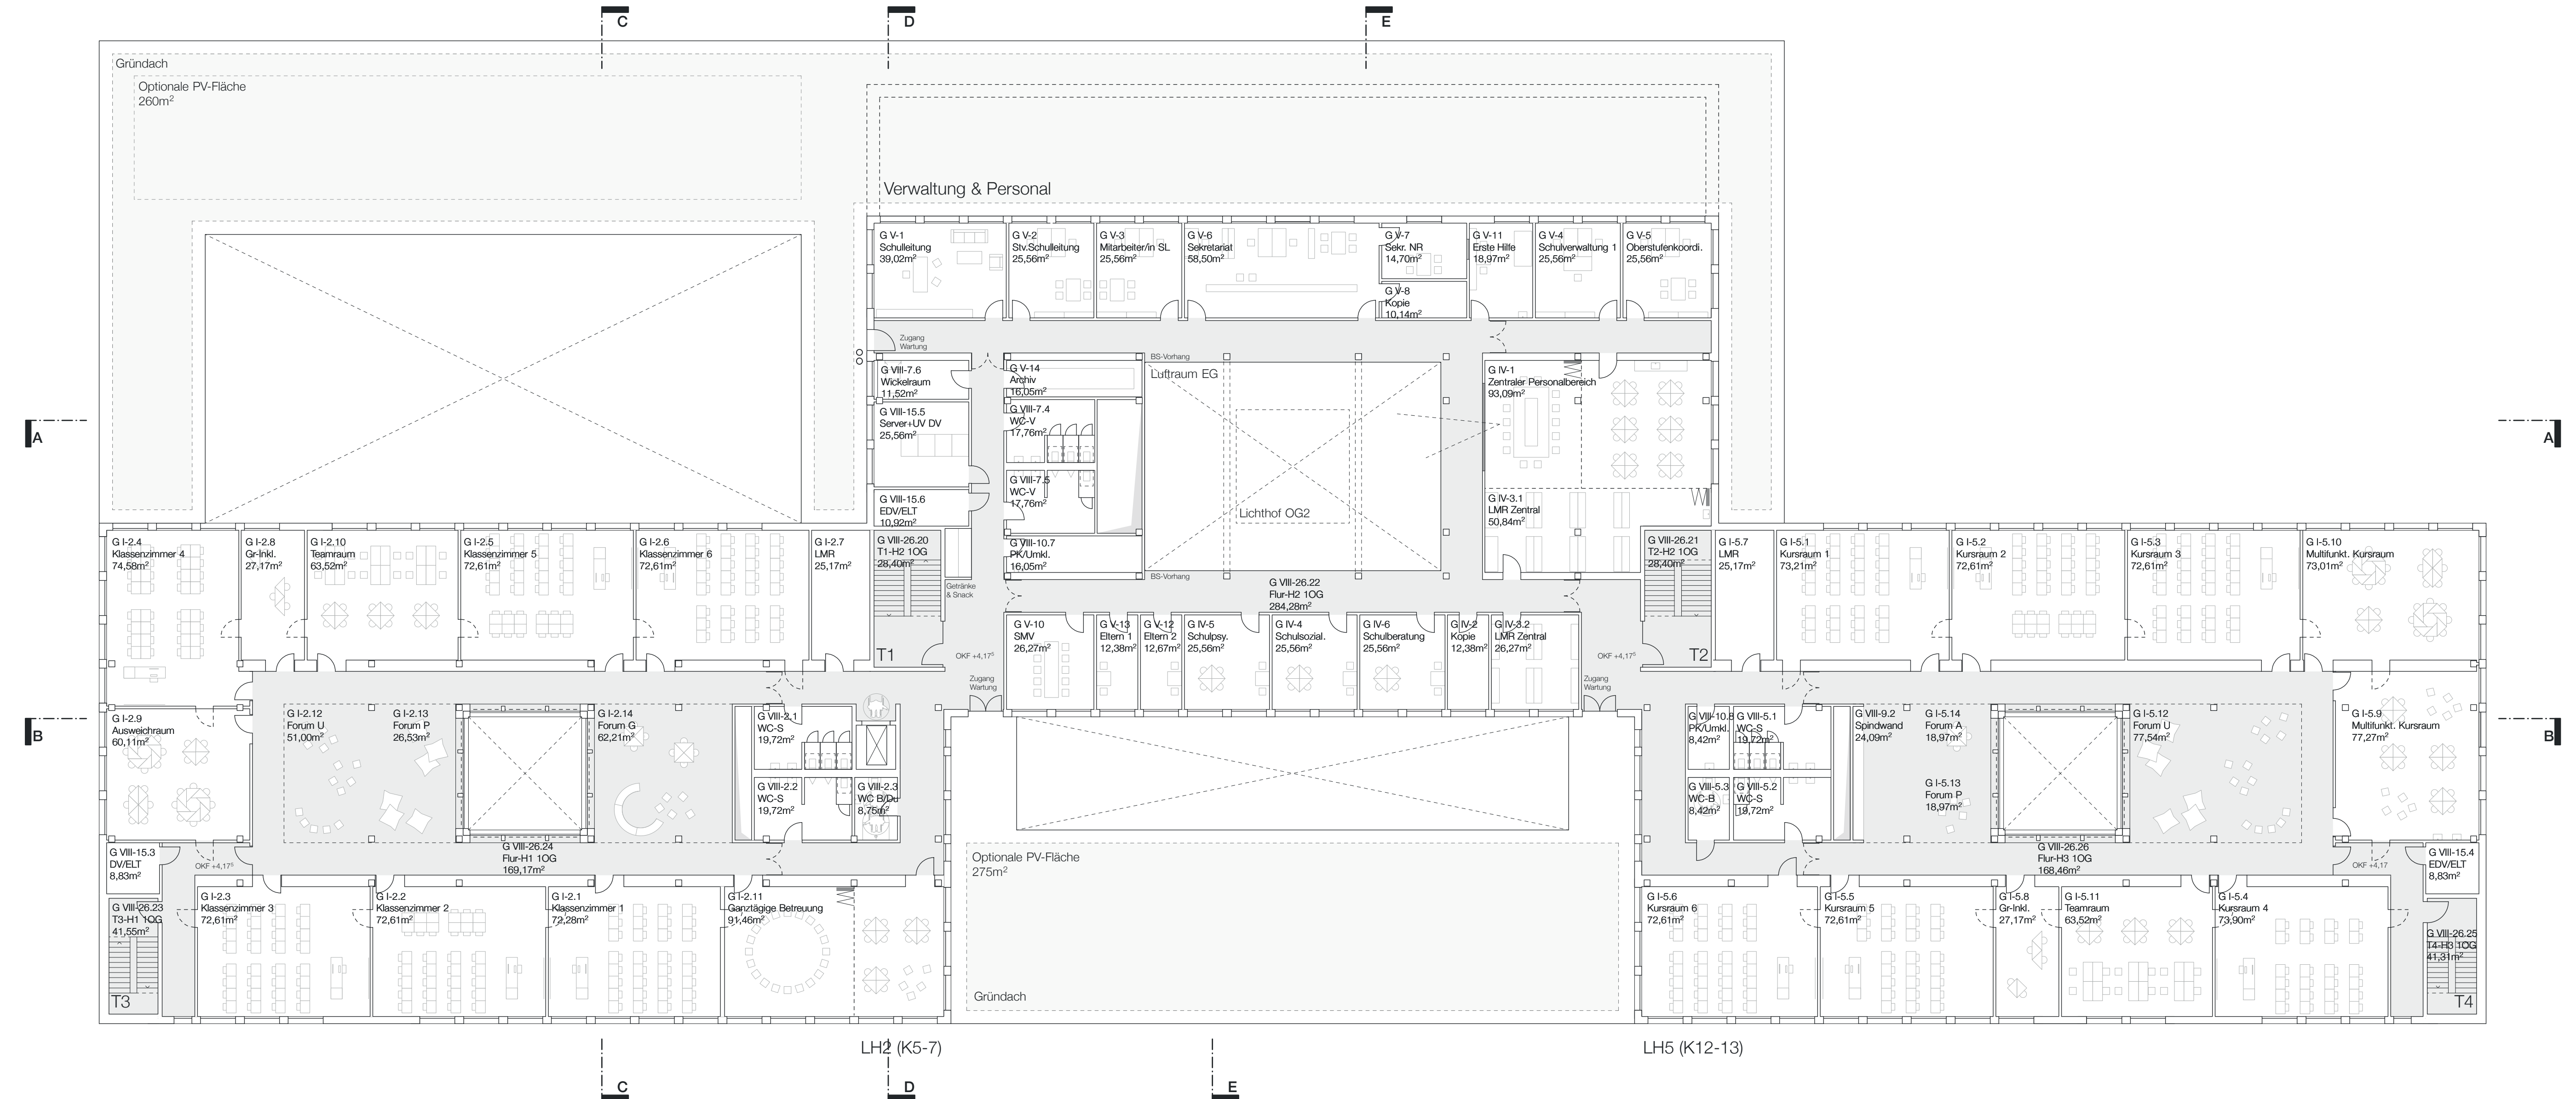 C
D
E
Gründach
Optionale PV-Fläche
260m²
Verwaltung & Personal
G V-1
Schulleitung
39,02m²
G V-2
Stv.Schulleitung
25,56m²
G V-3
Mitarbeiter/in SL
25,56m²
G V-6
Sekretariat
58,50m²
G V-7
Sekr. NR
14,70m²
G V-8
Kopie
10,14m²
G V-11
Erste Hilfe
18,97m²
G V-4
Schulverwaltung 1
25,56m²
G V-5
Oberstufenkoordi.
25,56m²
Zugang
Wartung
BS-Vorhang
Luftraum EG
G VIII-7.6
Wickelraum
11,52m²
G V-14
Archiv
16,05m²
G IV-1
Zentraler Personalbereich
93,09m²
G VIII-15.5
Server+UV DV
25,56m²
G VIII-7.4
WC-V
17,76m²
A
A
G VIII-7.5
WC-V
17,76m²
G VIII-15.6
EDV/ELT
10,92m²
Lichthof OG2
G IV-3.1
LMR Zentral
50,84m²
G I-2.4
Klassenzimmer 4
74,58m²
G I-2.8
Gr-Inkl.
27,17m²
G I-2.10
Teamraum
63,52m²
G I-2.5
Klassenzimmer 5
72,61m²
G I-2.6
Klassenzimmer 6
72,61m²
G I-2.7
LMR
25,17m²
G VIII-26.20
T1-H2 1OG
28,40m²
G VIII-10.7
PK/Umkl.
16,05m²
G VIII-26.21
T2-H2 1OG
28,40m²
G I-5.7
LMR
25,17m²
G I-5.1
Kursraum 1
73,21m²
G I-5.2
Kursraum 2
72,61m²
G I-5.3
Kursraum 3
72,61m²
G I-5.10
Multifunkt. Kursraum
73,01m²
Getränke
& Snack
BS-Vorhang
G VIII-26.22
Flur-H2 1OG
284,28m²
T1
OKF +4,17⁵
Zugang
Wartung
G V-10
SMV
26,27m²
G V-13
Eltern 1
12,38m²
G V-12
Eltern 2
12,67m²
G IV-5
Schulpsy.
25,56m²
G IV-4
Schulsozial.
25,56m²
G IV-6
Schulberatung
25,56m²
G IV-2
Kopie
12,38m²
G IV-3.2
LMR Zentral
26,27m²
OKF +4,17⁵
Zugang
Wartung
T2
B
B
G I-2.9
Ausweichraum
60,11m²
G I-2.12
Forum U
51,00m²
G I-2.13
Forum P
26,53m²
G I-2.14
Forum G
62,21m²
G VIII-2.1
WC-S
19,72m²
G VIII-2.2
WC-S
19,72m²
G VIII-2.3
WC B/Du
8,75m²
G VIII-10.8
PK/Umkl.
8,42m²
G VIII-5.1
WC-S
19,72m²
G VIII-5.3
WC-B
8,42m²
G VIII-5.2
WC-S
19,72m²
G VIII-9.2
Spindwand
24,09m²
G I-5.14
Forum A
18,97m²
G I-5.13
Forum P
18,97m²
G I-5.12
Forum U
77,54m²
G I-5.9
Multifunkt. Kursraum
77,27m²
G VIII-15.3
DV/ELT
8,83m²
OKF +4,17⁵
G VIII-26.24
Flur-H1 1OG
169,17m²
Optionale PV-Fläche
275m²
G VIII-26.26
Flur-H3 1OG
168,46m²
OKF +4,17
G VIII-15.4
EDV/ELT
8,83m²
G VIII-26.23
T3-H1 1OG
41,55m²
T3
G I-2.3
Klassenzimmer 3
72,61m²
G I-2.2
Klassenzimmer 2
72,61m²
G I-2.1
Klassenzimmer 1
72,28m²
G I-2.11
Ganztägige Betreuung
91,46m²
Gründach
G I-5.6
Kursraum 6
72,61m²
G I-5.5
Kursraum 5
72,61m²
G I-5.8
Gr-Inkl.
27,17m²
G I-5.11
Teamraum
63,52m²
G I-5.4
Kursraum 4
73,90m²
G VIII-26.25
T4-H3 1OG
41,31m²
T4
LH2 (K5-7)
LH5 (K12-13)
C
D
E